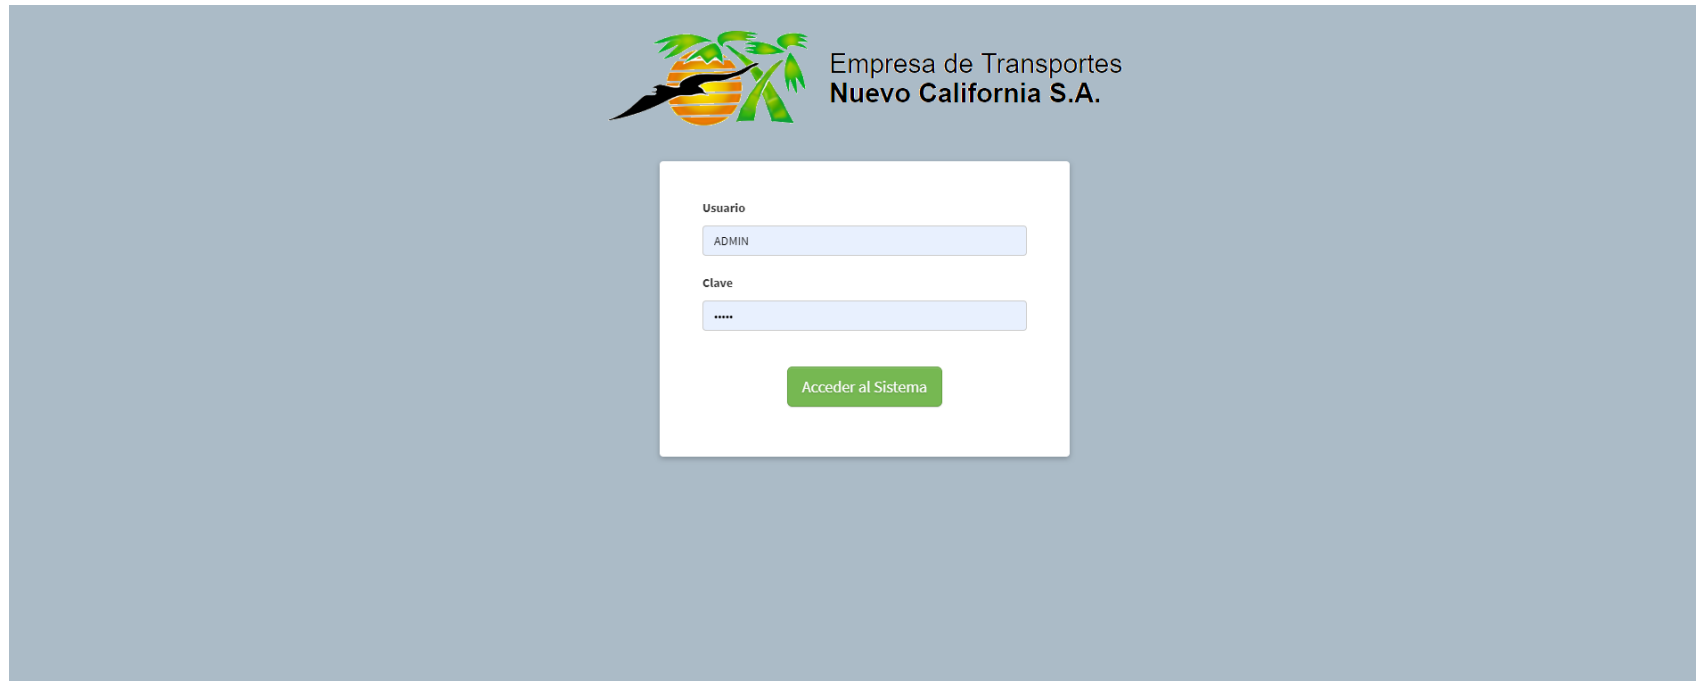 Empresa de Transportes
Nuevo California S.A.
Usuario
ADMIN
Clave
•••••
Acceder al Sistema